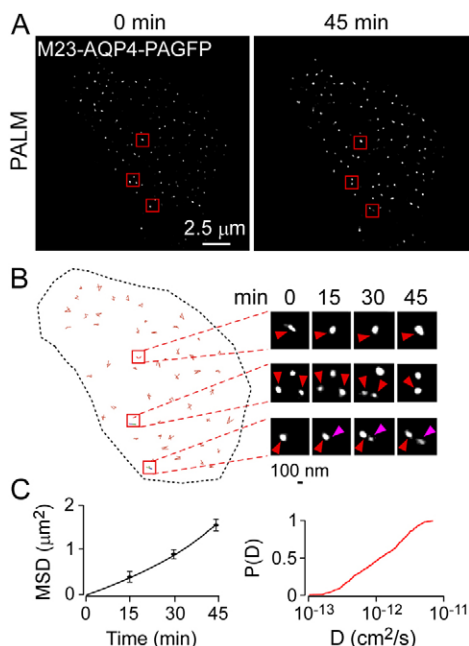 A
0 min
45 min
M23-AQP4-PAGFP
PALM
2.5 μm
B
min 0 15 30 45
100 nm
C
MSD (μm²)
2
1
0
0 15 30 45
Time (min)
P(D)
1
0.5
0
10⁻¹³ 10⁻¹² 10⁻¹¹
D (cm²/s)